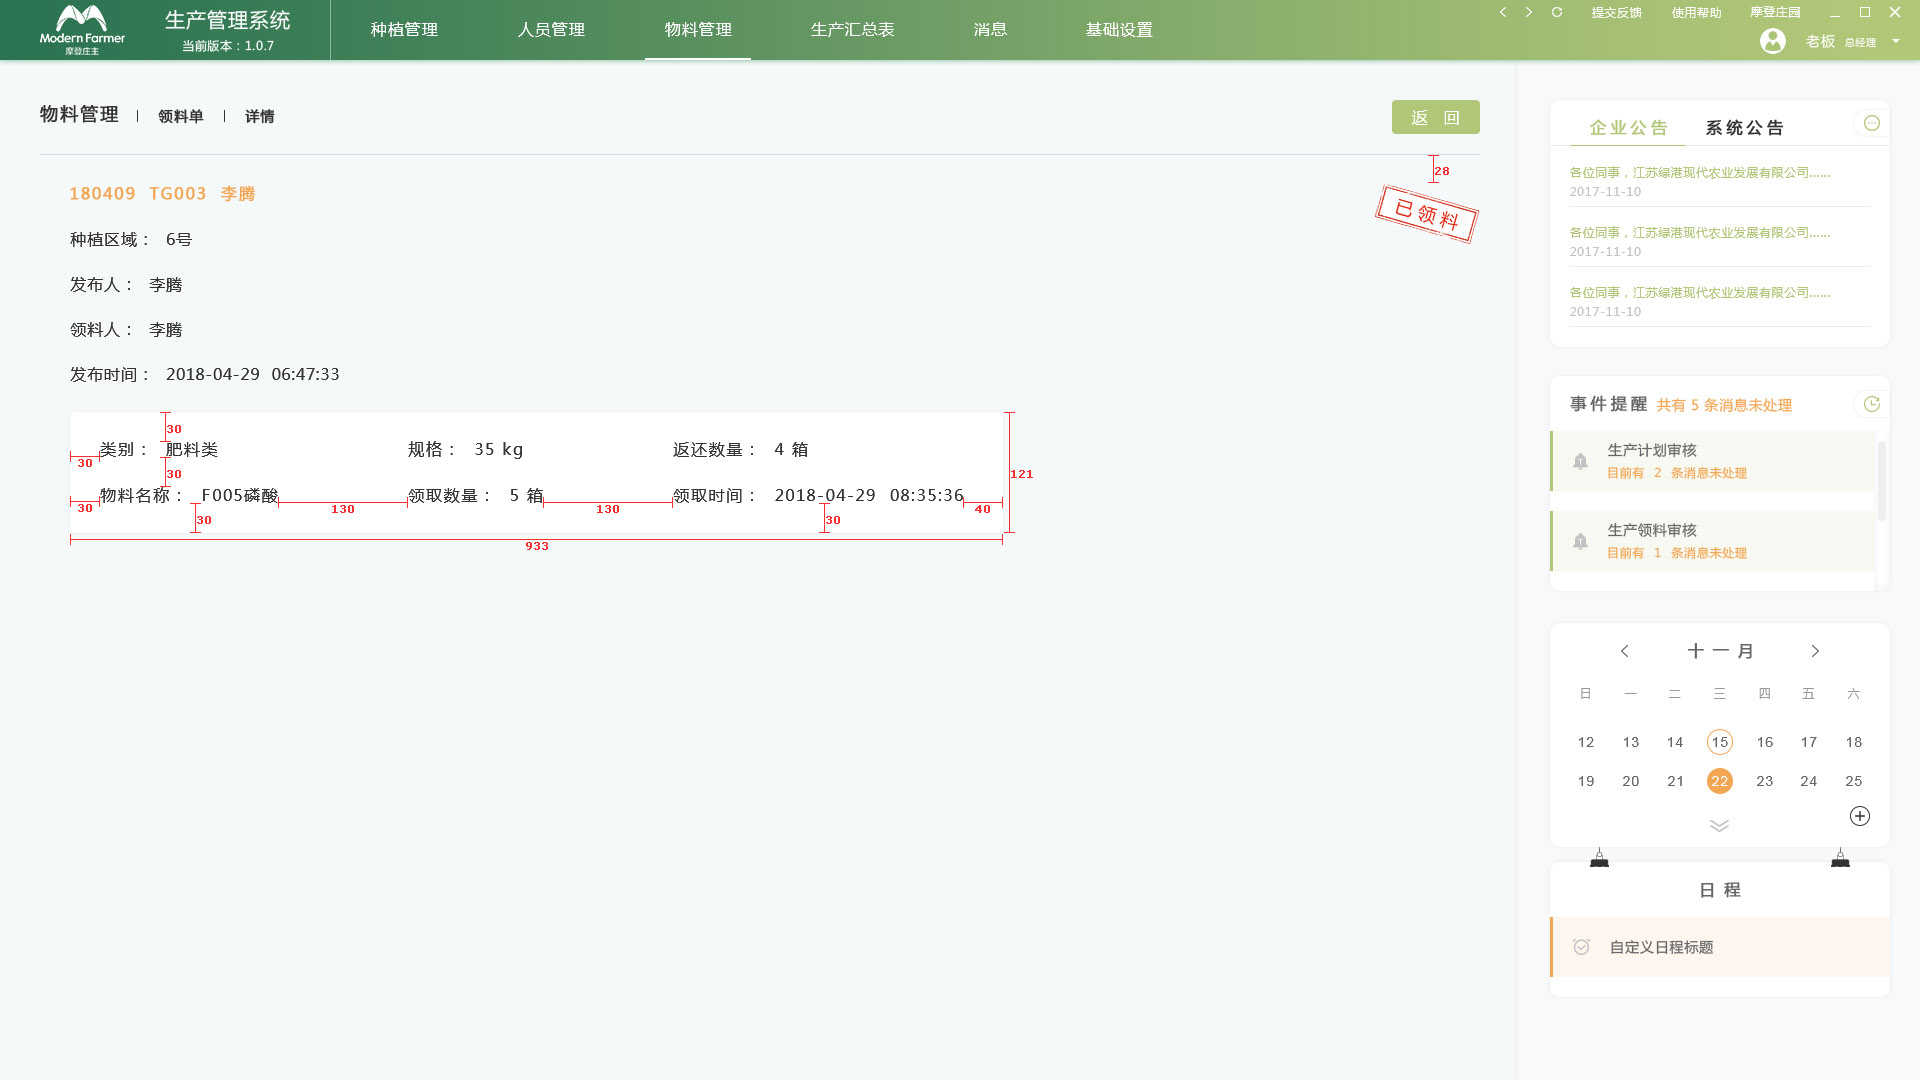 Modern Farmer
摩登庄主
生产管理系统
当前版本：1.0.7
种植管理
人员管理
物料管理
生产汇总表
消息
基础设置
提交反馈
使用帮助
摩登庄园
老板 总经理
物料管理 | 领料单 | 详情
返 回
28
已领料
180409 TG003 李腾
种植区域： 6号
发布人： 李腾
领料人： 李腾
发布时间： 2018-04-29 06:47:33
30
类别： 肥料类
规格： 35 kg
返还数量： 4 箱
30
30
121
物料名称： F005磷酸
领取数量： 5 箱
领取时间： 2018-04-29 08:35:36
30
130
130
40
30
30
933
企业公告
系统公告
各位同事，江苏绿港现代农业发展有限公司......
2017-11-10
各位同事，江苏绿港现代农业发展有限公司......
2017-11-10
各位同事，江苏绿港现代农业发展有限公司......
2017-11-10
事件提醒 共有 5 条消息未处理
生产计划审核
目前有 2 条消息未处理
生产领料审核
目前有 1 条消息未处理
十一月
日 一 二 三 四 五 六
12 13 14 15 16 17 18
19 20 21 22 23 24 25
日 程
自定义日程标题